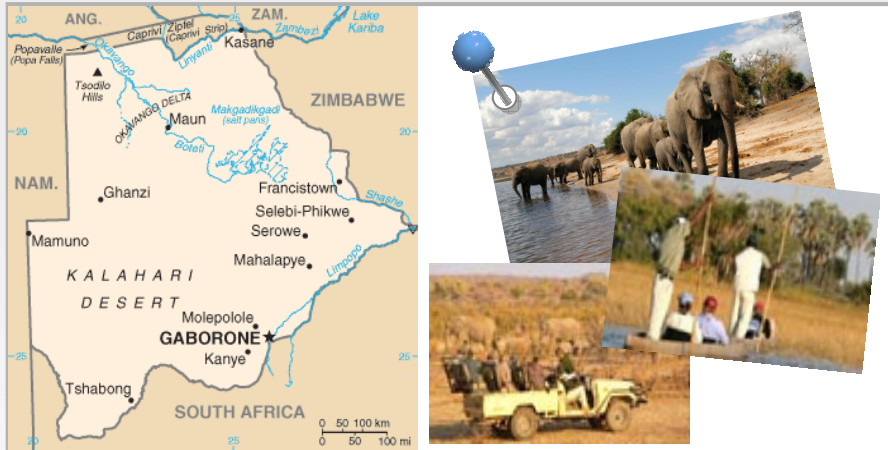 ANG.
ZAM.
Caprivi Zipfel
(Caprivi Strip)
Zambezi
Lake
Kariba
Popavalle
(Popa Falls)
Okavango
Linyanti
Kasane
Tsodilo
Hills
ZIMBABWE
OKAVANGO DELTA
Makgadikgadi
(salt pans)
20
20
Maun
Boteti
NAM.
Ghanzi
Francistown
Shashe
Selebi-Phikwe
Serowe
Mamuno
Mahalapye
Limpopo
KALAHARI
DESERT
Molepolole
GABORONE
Kanye
25
25
Tshabong
SOUTH AFRICA
0 50 100 km
0 50 100 mi
20
25